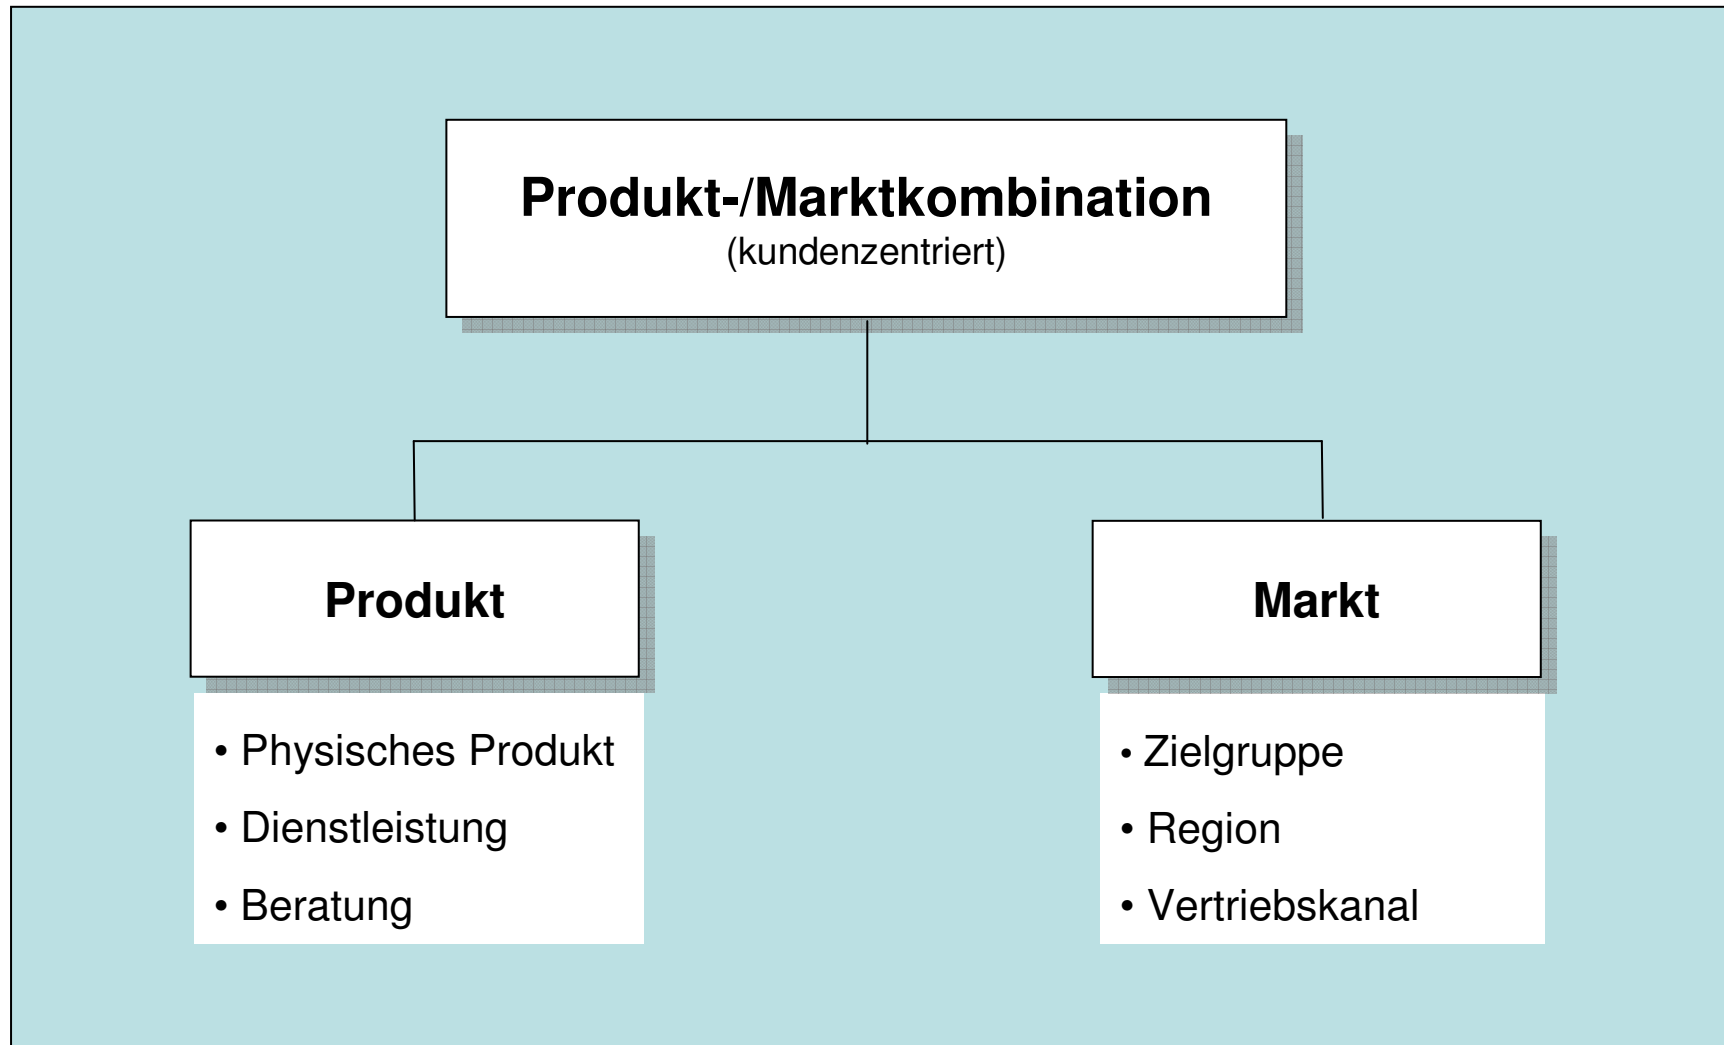 Produkt-/Marktkombination
(kundenzentriert)
Produkt
• Physisches Produkt
• Dienstleistung
• Beratung
Markt
• Zielgruppe
• Region
• Vertriebskanal